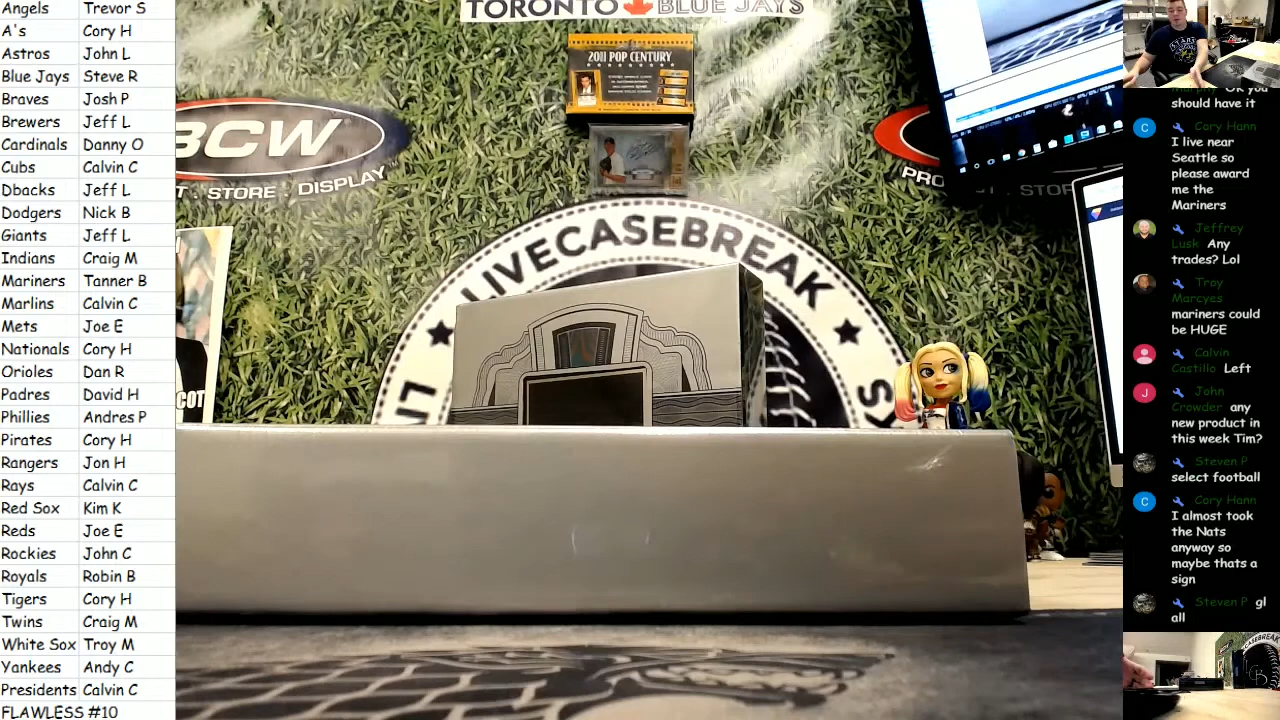 Angels Trevor S
A's Cory H
Astros John L
Blue Jays Steve R
Braves Josh P
Brewers Jeff L
Cardinals Danny O
Cubs Calvin C
Dbacks Jeff L
Dodgers Nick B
Giants Jeff L
Indians Craig M
Mariners Tanner B
Marlins Calvin C
Mets Joe E
Nationals Cory H
Orioles Dan R
Padres David H
Phillies Andres P
Pirates Cory H
Rangers Jon H
Rays Calvin C
Red Sox Kim K
Reds Joe E
Rockies John C
Royals Robin B
Tigers Cory H
Twins Craig M
White Sox Troy M
Yankees Andy C
Presidents Calvin C
FLAWLESS #10
TORONTO BLUE JAYS
2011 POP CENTURY
BCW
T . STORE . DISPLAY
PRO
STOR
LIVECASEBREAK
should have it
Cory Hann
I live near
Seattle so
please award
me the
Mariners
Jeffrey
Lusk Any
trades? Lol
Troy
Marcyes
mariners could
be HUGE
Calvin
Castillo Left
John
Crowder any
new product in
this week Tim?
Steven P
select football
Cory Hann
I almost took
the Nats
anyway so
maybe thats a
sign
Steven P gl
all